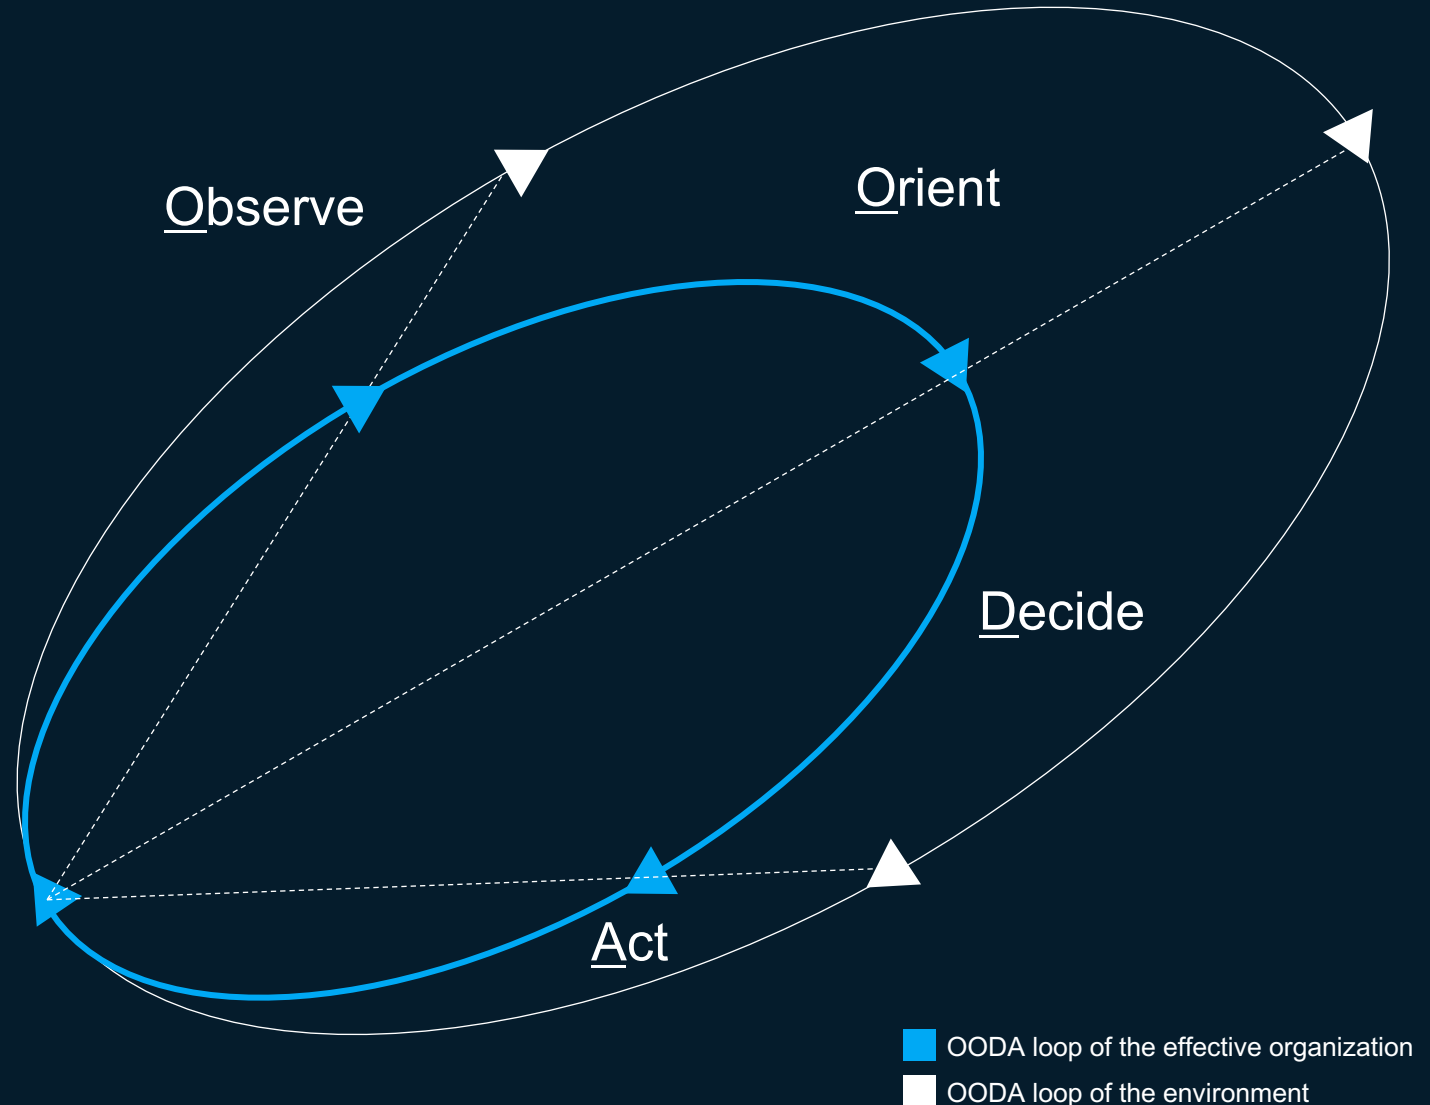 Observe
Orient
Decide
Act
OODA loop of the effective organization
OODA loop of the environment